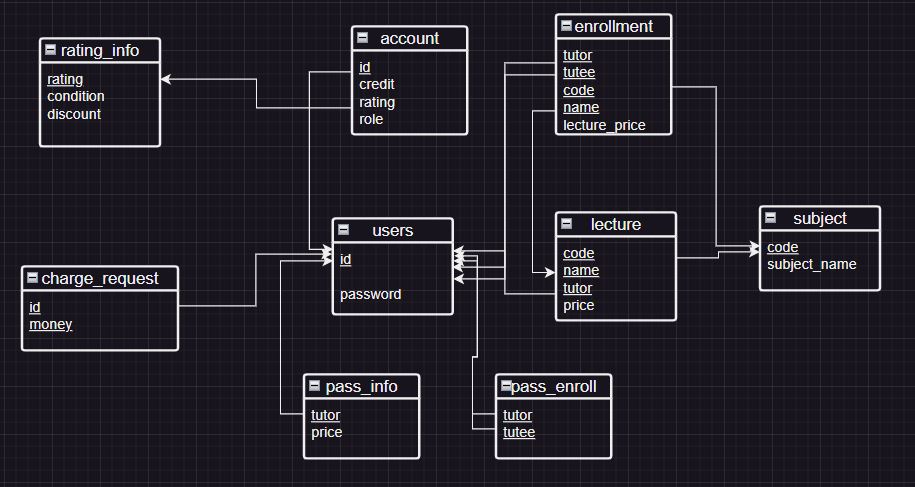 rating_info
rating
condition
discount
account
id
credit
rating
role
enrollment
tutor
tutee
code
name
lecture_price
users
id
password
lecture
code
name
tutor
price
subject
code
subject_name
charge_request
id
money
pass_info
tutor
price
pass_enroll
tutor
tutee